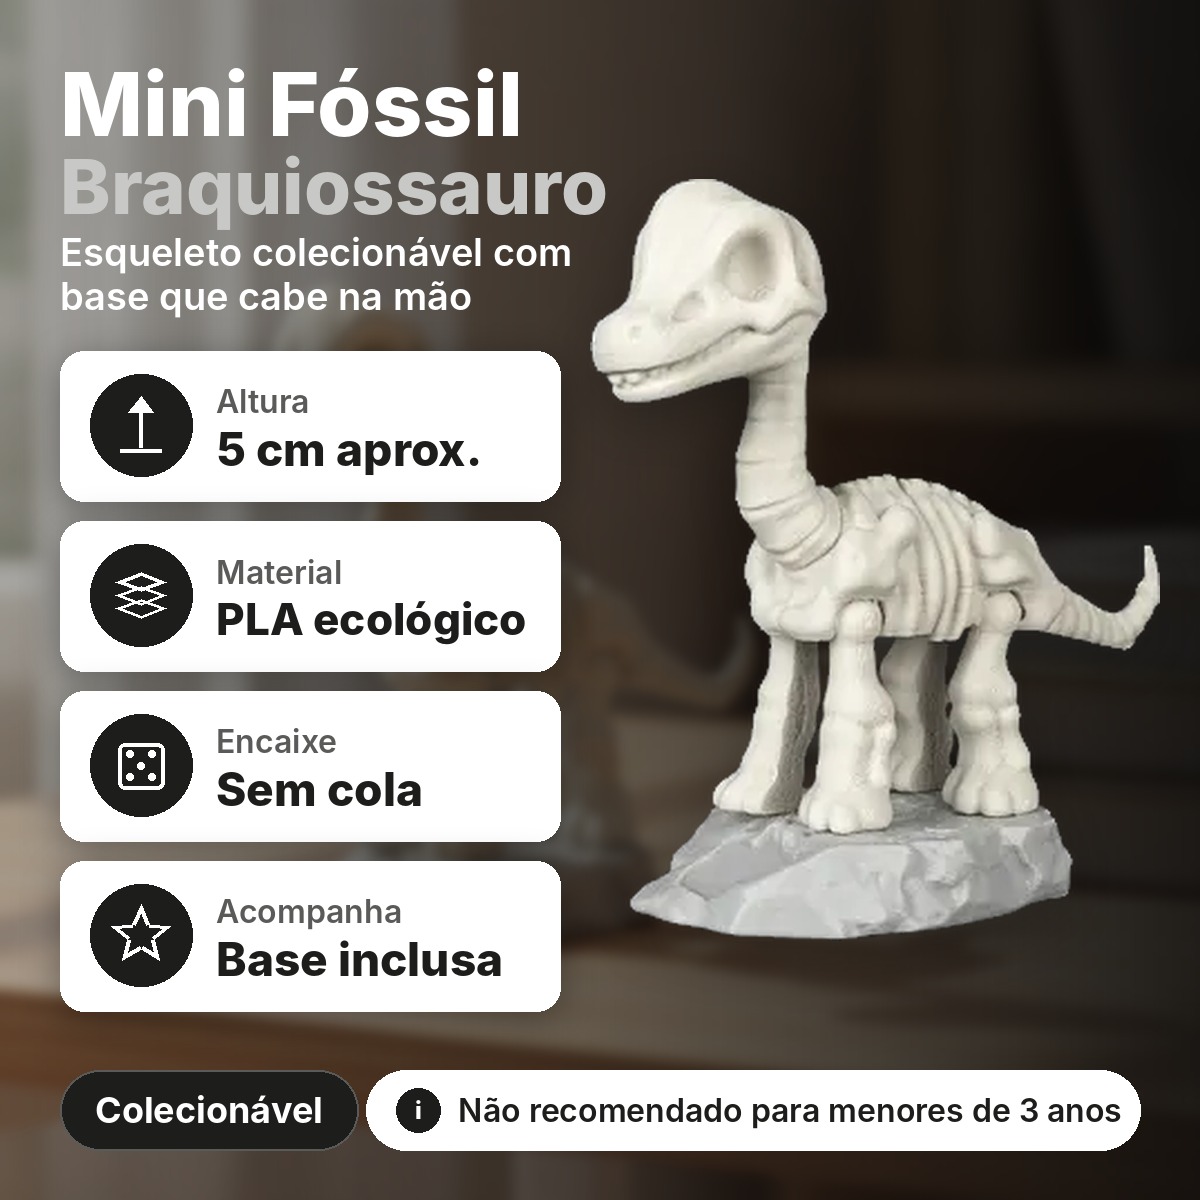 Mini Fóssil
Braquiossauro
Esqueleto colecionável com
base que cabe na mão
Altura
5 cm aprox.
Material
PLA ecológico
Encaixe
Sem cola
Acompanha
Base inclusa
Colecionável
i Não recomendado para menores de 3 anos